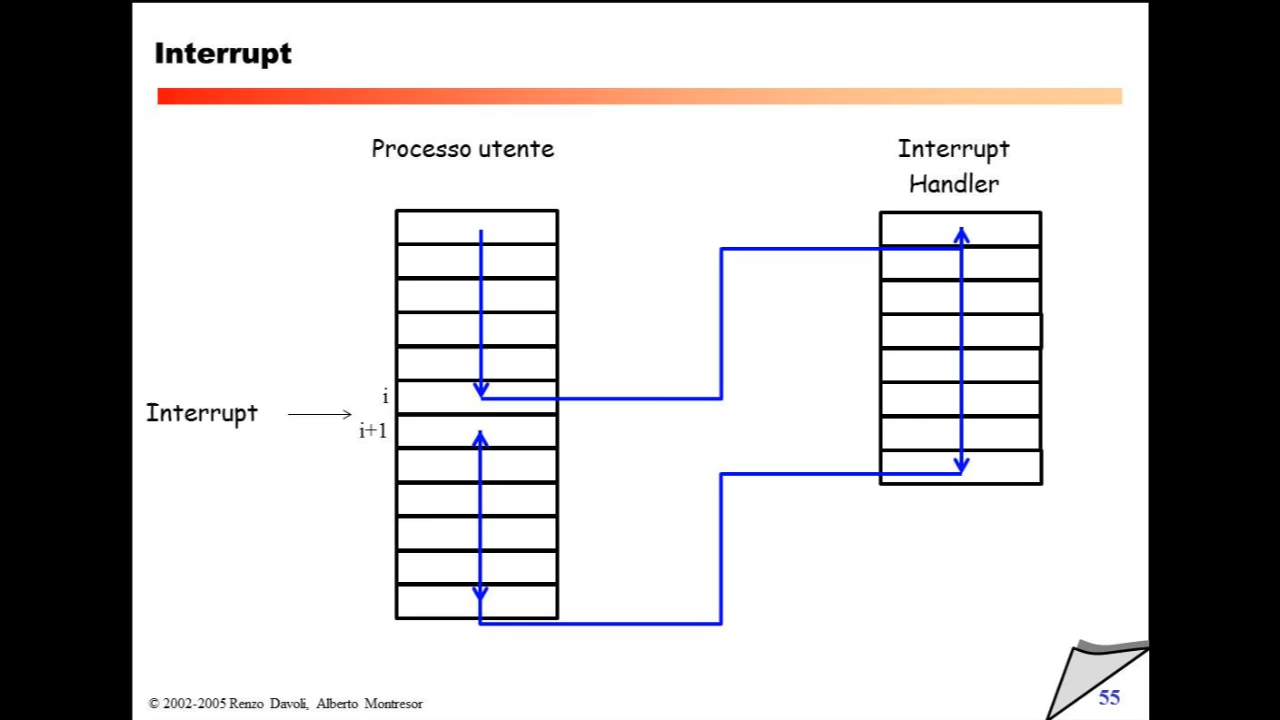 Interrupt
Processo utente
Interrupt
Handler
i
Interrupt
i+1
© 2002-2005 Renzo Davoli, Alberto Montresor
55